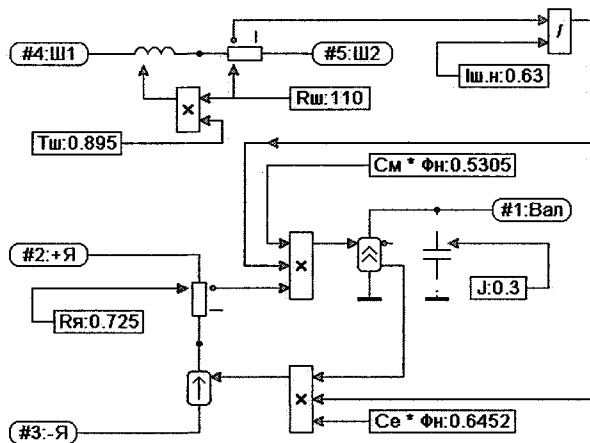 #4:Ш1
I
#5:Ш2
/
Iш.н:0.63
Rш:110
×
Тш:0.895
См * Фн:0.5305
#1:Вал
#2:+Я
×
J:0.3
Rя:0.725
×
#3:-Я
Се * Фн:0.6452